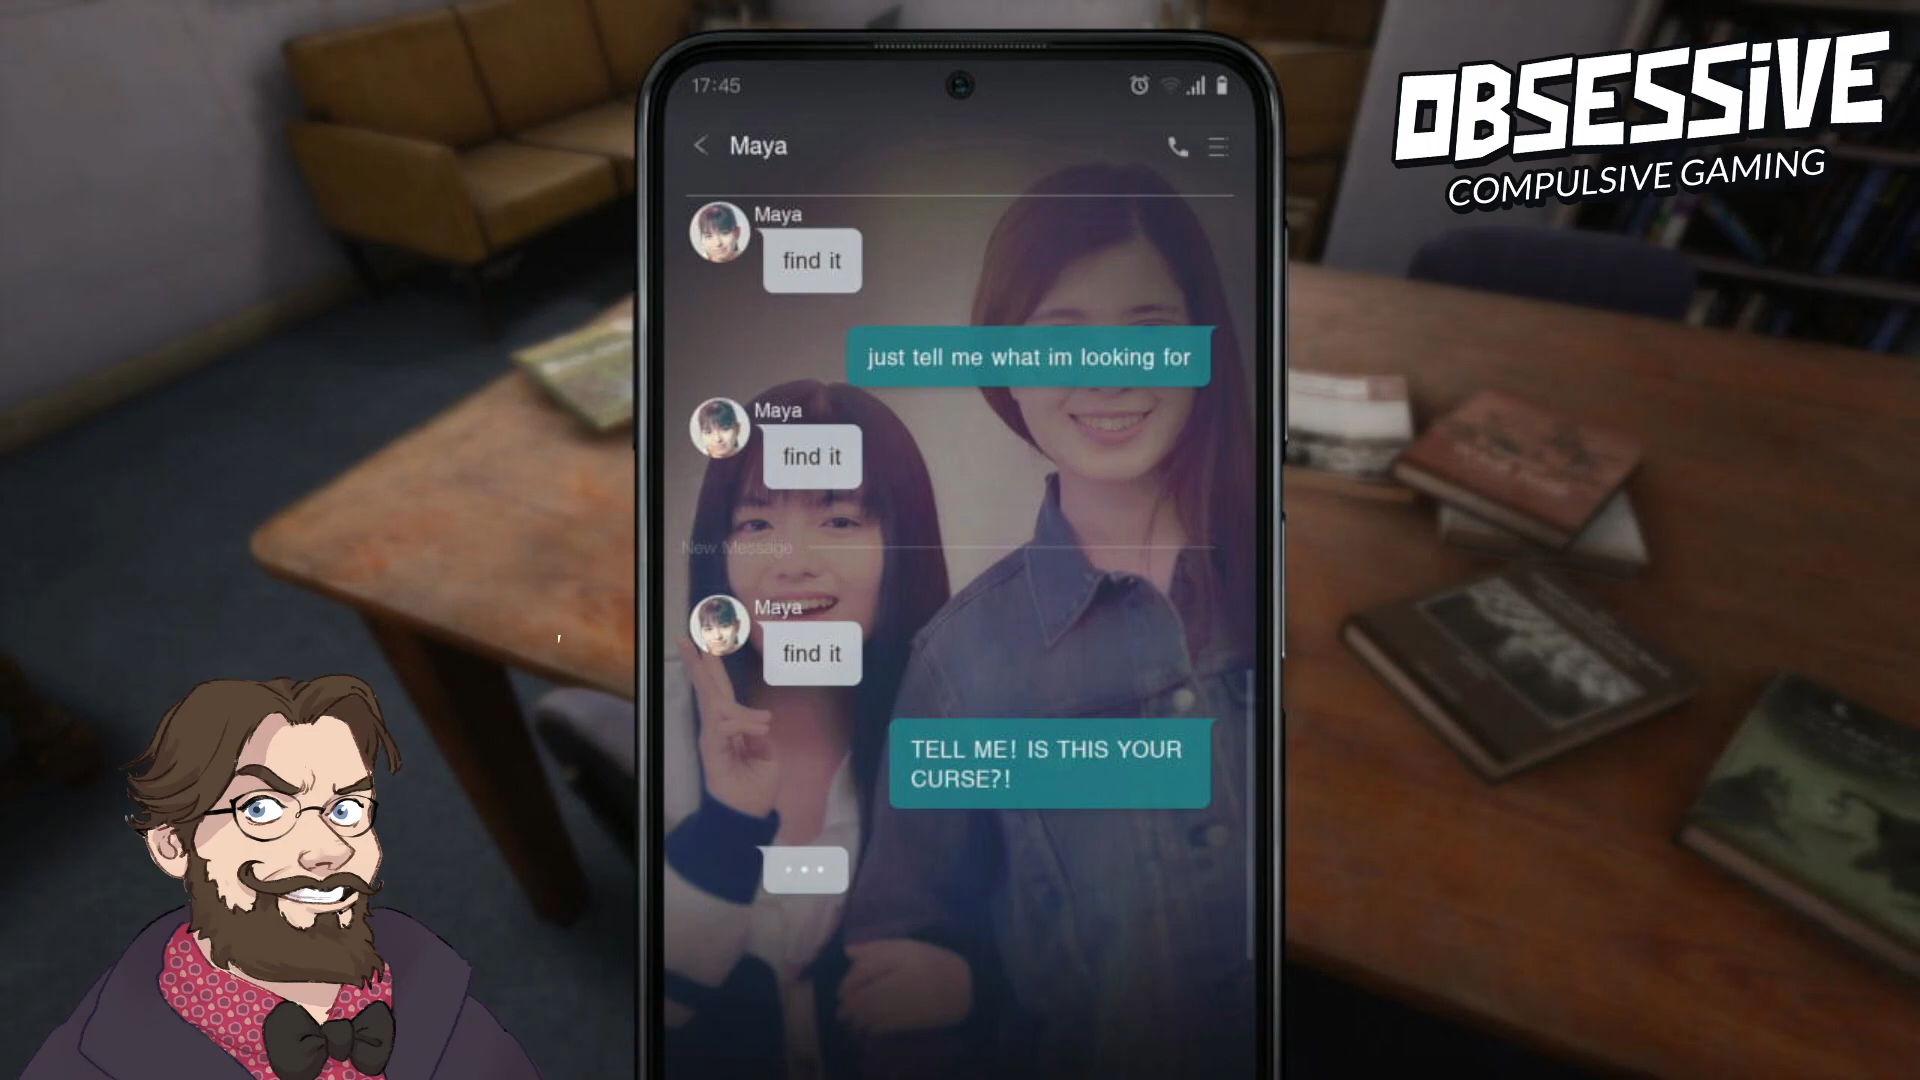 17:45
Maya
Maya
find it
just tell me what im looking for
Maya
find it
New Message
Maya
find it
TELL ME! IS THIS YOUR
CURSE?!
OBSESSiVE
COMPULSIVE GAMING